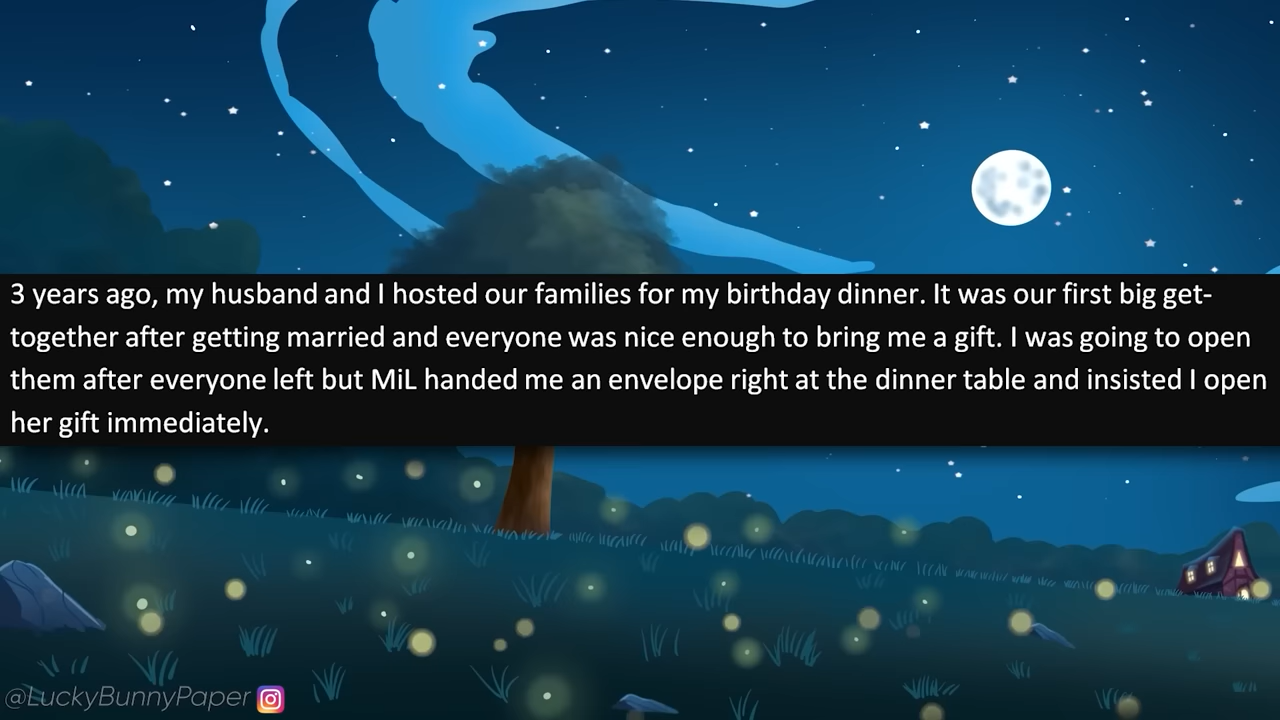 3 years ago, my husband and I hosted our families for my birthday dinner. It was our first big get-
together after getting married and everyone was nice enough to bring me a gift. I was going to open
them after everyone left but MiL handed me an envelope right at the dinner table and insisted I open
her gift immediately.
@LuckyBunnyPaper